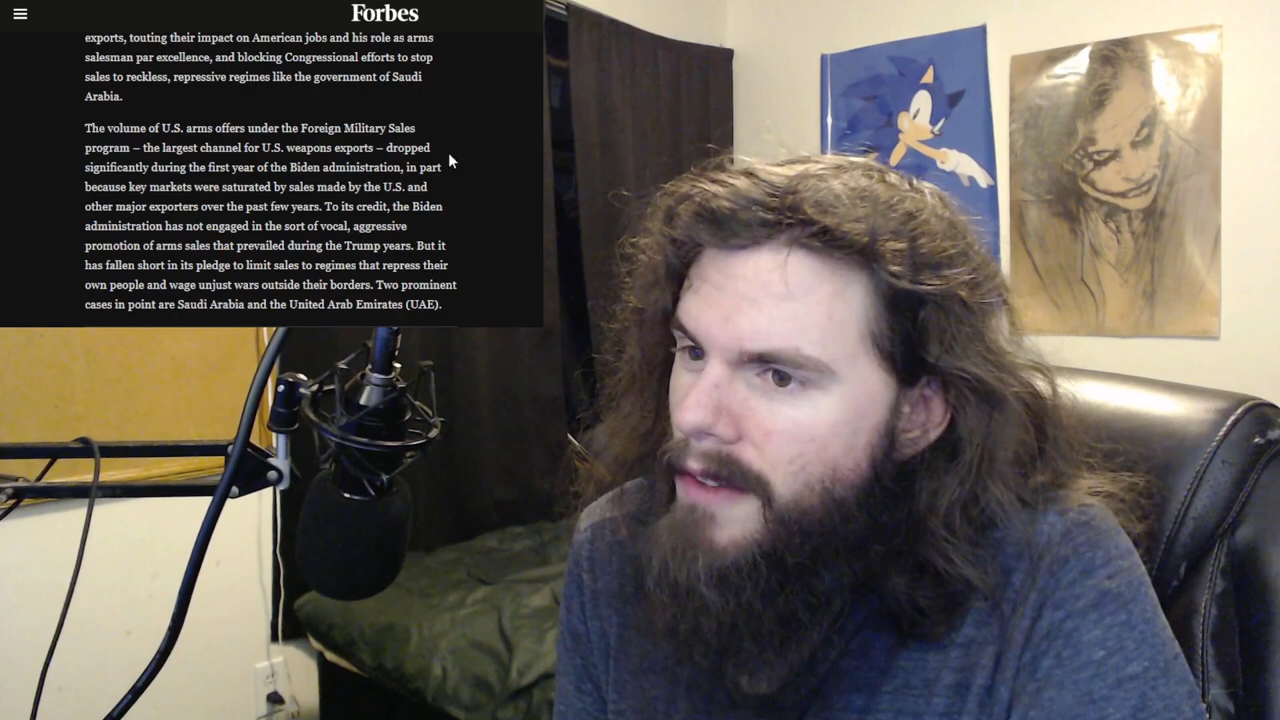 Forbes
exports, touting their impact on American jobs and his role as arms
salesman par excellence, and blocking Congressional efforts to stop
sales to reckless, repressive regimes like the government of Saudi
Arabia.
The volume of U.S. arms offers under the Foreign Military Sales
program – the largest channel for U.S. weapons exports – dropped
significantly during the first year of the Biden administration, in part
because key markets were saturated by sales made by the U.S. and
other major exporters over the past few years. To its credit, the Biden
administration has not engaged in the sort of vocal, aggressive
promotion of arms sales that prevailed during the Trump years. But it
has fallen short in its pledge to limit sales to regimes that repress their
own people and wage unjust wars outside their borders. Two prominent
cases in point are Saudi Arabia and the United Arab Emirates (UAE).